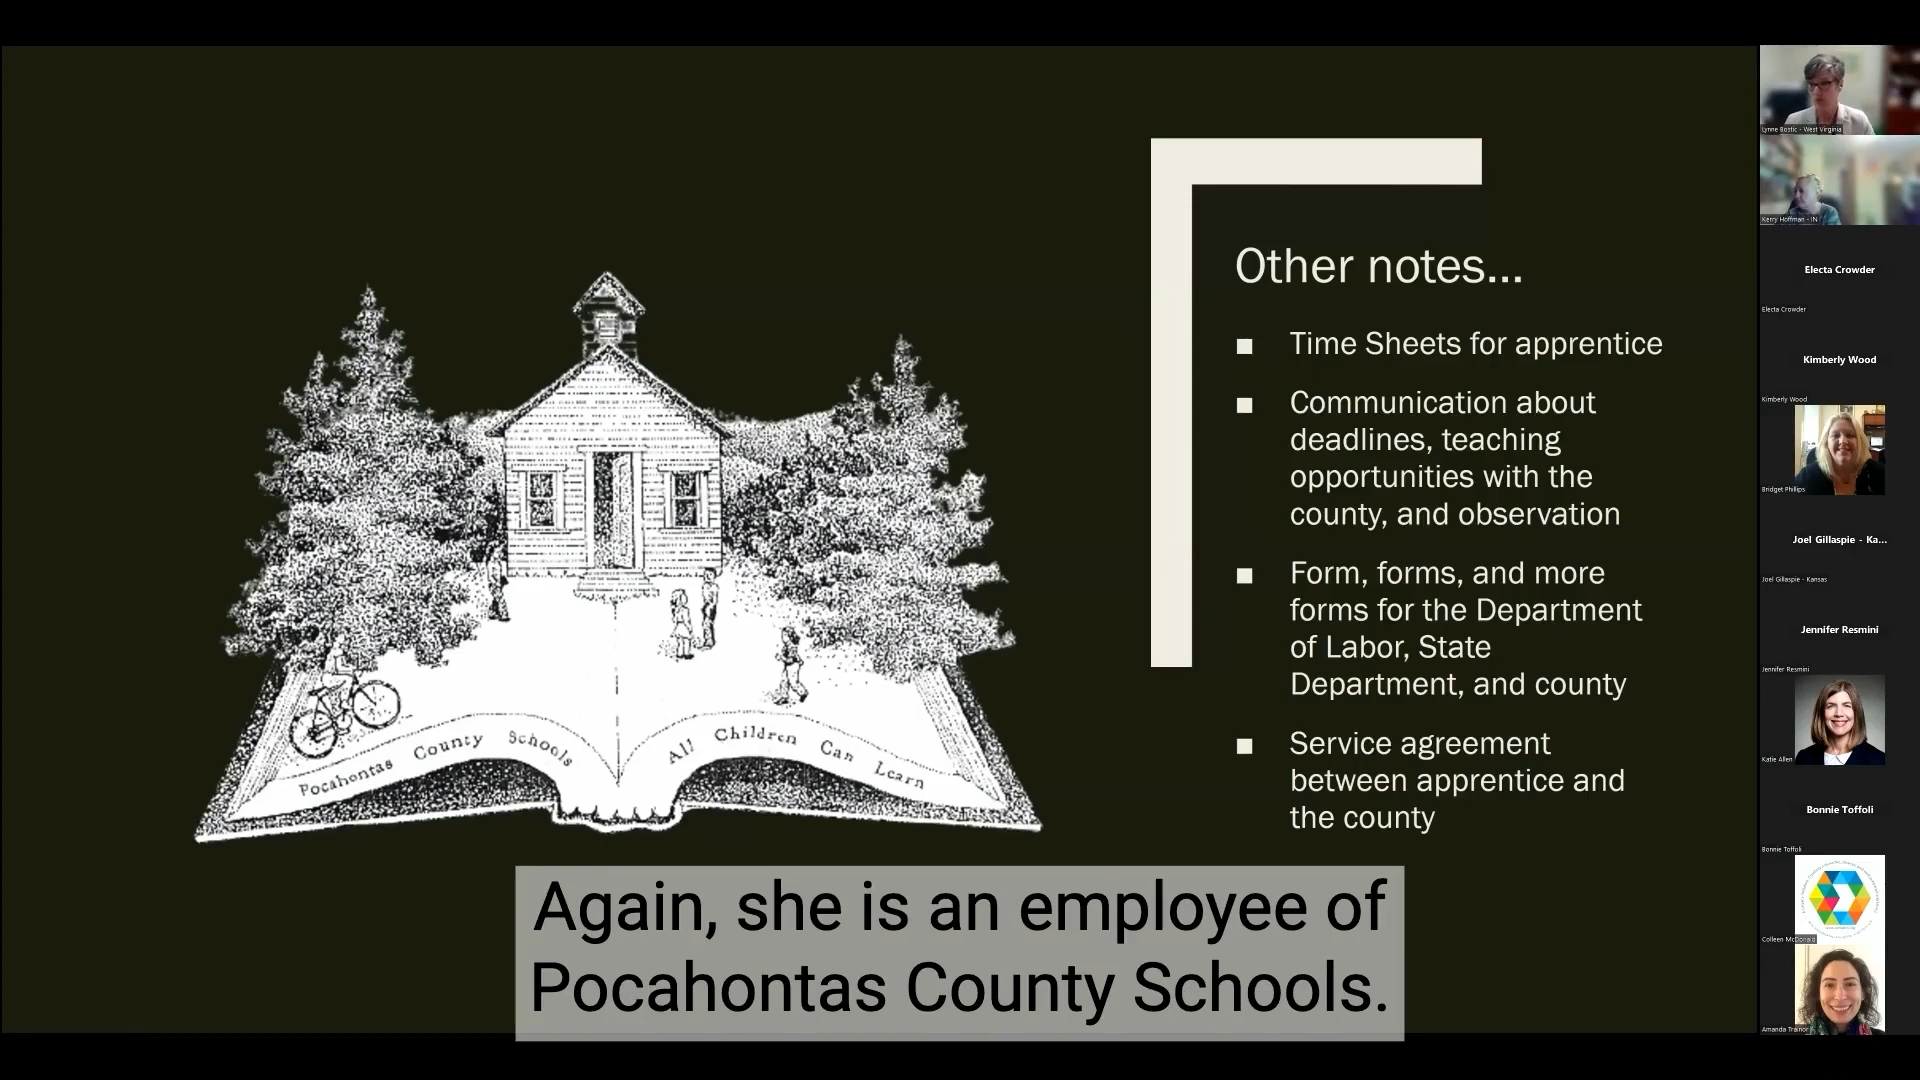 Other notes...
■ Time Sheets for apprentice
■ Communication about
deadlines, teaching
opportunities with the
county, and observation
■ Form, forms, and more
forms for the Department
of Labor, State
Department, and county
■ Service agreement
between apprentice and
the county
Pocahontas County Schools
All Children Can Learn
Again, she is an employee of
Pocahontas County Schools.
Lynne Bostic - West Virginia
Kerry Hoffman - IN
Electa Crowder
Electa Crowder
Kimberly Wood
Kimberly Wood
Bridget Phillips
Joel Gillaspie - Ka...
Joel Gillaspie - Kansas
Jennifer Resmini
Jennifer Resmini
Katie Allen
Bonnie Toffoli
Bonnie Toffoli
Colleen McDonald
Amanda Trainor